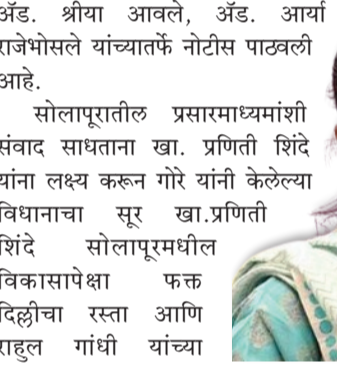 ॲड. श्रीया आवले, ॲड. आर्या
राजेभोसले यांच्यातर्फे नोटीस पाठवली
आहे.
सोलापूरातील प्रसारमाध्यमांशी
संवाद साधताना खा. प्रणिती शिंदे
यांना लक्ष्य करून गोरे यांनी केलेल्या
विधानाचा सूर खा.प्रणिती
शिंदे सोलापूरमधील
विकासापेक्षा फक्त
दिल्लीचा रस्ता आणि
राहुल गांधी यांच्या